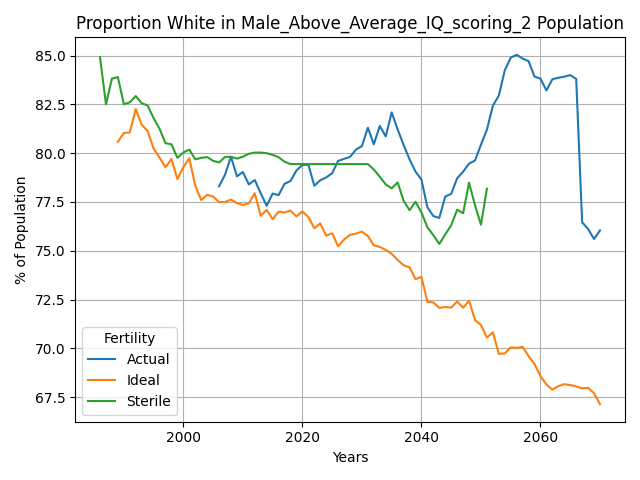 Proportion White in Male_Above_Average_IQ_scoring_2 Population
% of Population
85.0
82.5
80.0
77.5
75.0
72.5
70.0
67.5
Fertility
Actual
Ideal
Sterile
2000 2020 2040 2060
Years